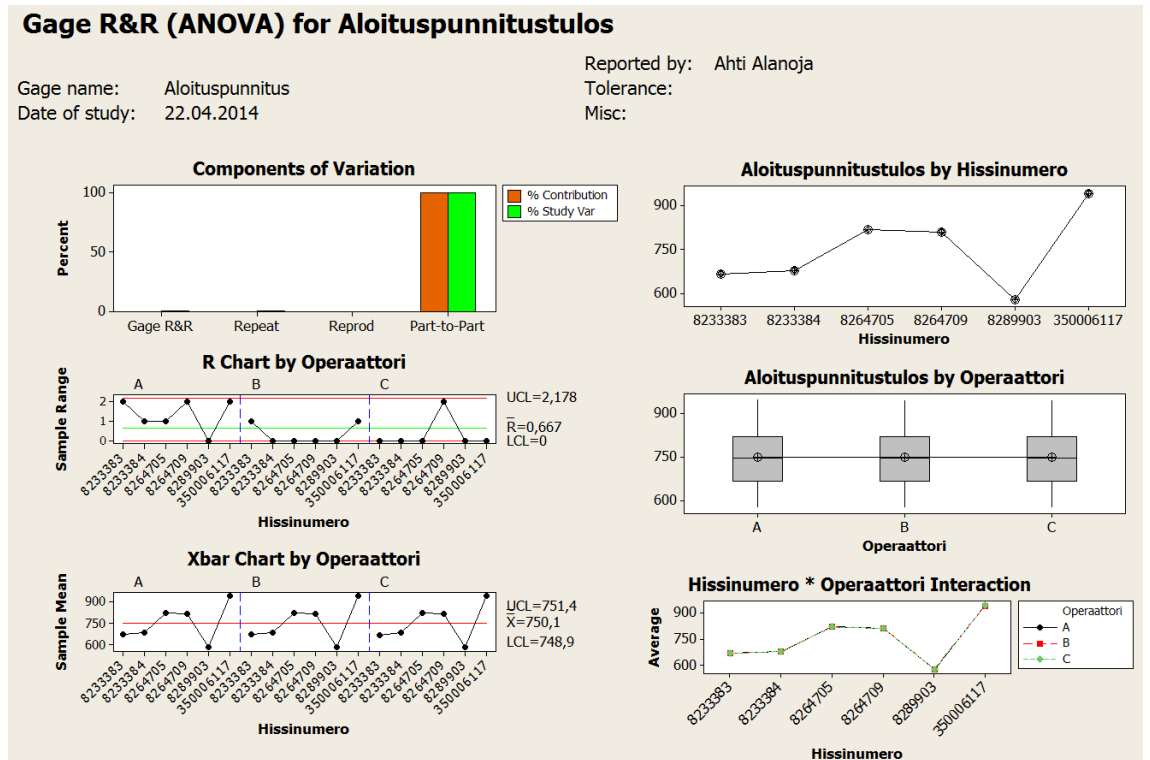 Gage R&R (ANOVA) for Aloituspunnitustulos
Reported by: Ahti Alanoja
Gage name: Aloituspunnitus
Tolerance:
Date of study: 22.04.2014
Misc:
Components of Variation
100
50
0
Percent
Gage R&R Repeat Reprod Part-to-Part
% Contribution
% Study Var
Aloituspunnitustulos by Hissinumero
900
750
600
8233383 8233384 8264705 8264709 8289903 350006117
Hissinumero
R Chart by Operaattori
A B C
2
1
0
Sample Range
UCL=2,178
R=0,667
LCL=0
8233383 8233384 8264705 8264709 8289903 350006117 8233383 8233384 8264705 8264709 8289903 350006117 8233383 8233384 8264705 8264709 8289903 350006117
Hissinumero
Aloituspunnitustulos by Operaattori
900
750
600
A B C
Operaattori
Xbar Chart by Operaattori
A B C
900
750
600
Sample Mean
UCL=751,4
X=750,1
LCL=748,9
8233383 8233384 8264705 8264709 8289903 350006117 8233383 8233384 8264705 8264709 8289903 350006117 8233383 8233384 8264705 8264709 8289903 350006117
Hissinumero
Hissinumero * Operaattori Interaction
900
750
600
Average
Operaattori
A
B
C
8233383 8233384 8264705 8264709 8289903 350006117
Hissinumero